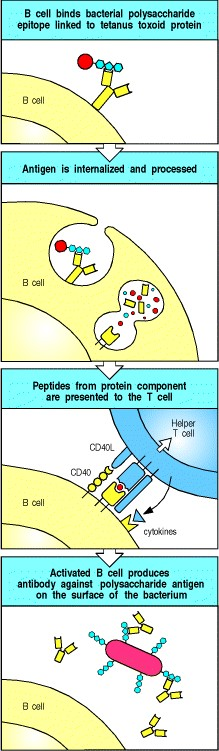 B cell binds bacterial polysaccharide
epitope linked to tetanus toxoid protein
B cell
Antigen is internalized and processed
B cell
Peptides from protein component
are presented to the T cell
CD40L
Helper
T cell
CD40
B cell
cytokines
Activated B cell produces
antibody against polysaccharide antigen
on the surface of the bacterium
B cell